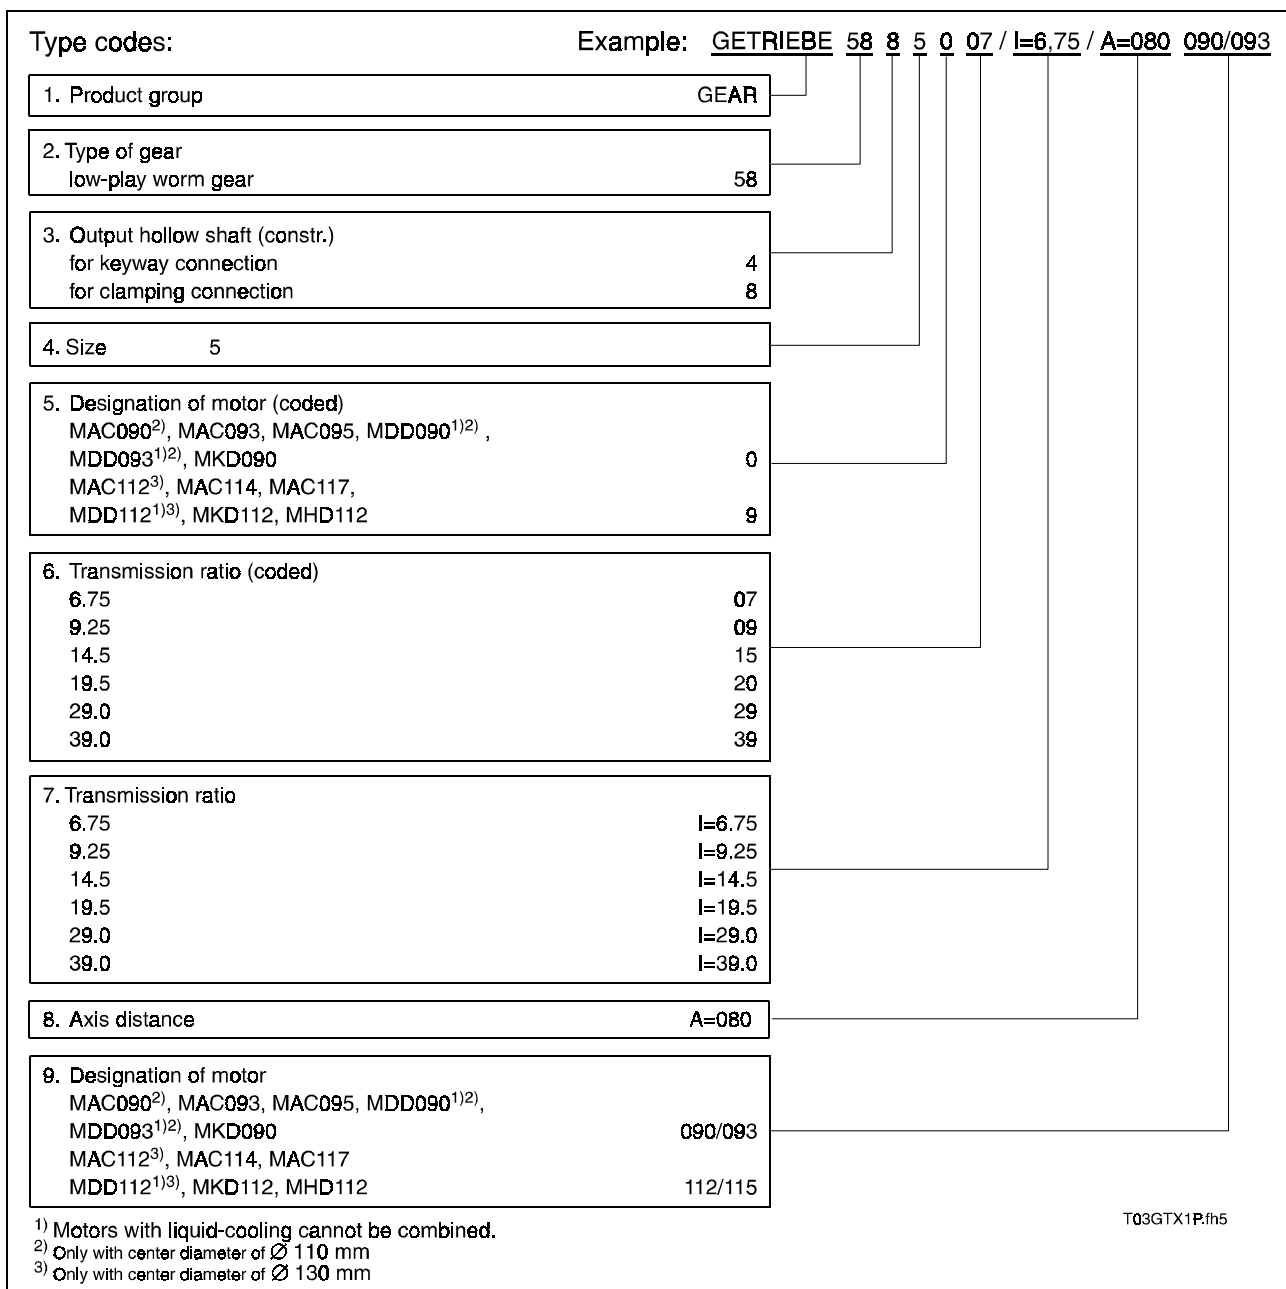 Type codes: Example: GETRIEBE 58 8 5 0 07 / I=6,75 / A=080 090/093
1. Product group GEAR
2. Type of gear
low-play worm gear 58
3. Output hollow shaft (constr.)
for keyway connection 4
for clamping connection 8
4. Size 5
5. Designation of motor (coded)
MAC090²⁾, MAC093, MAC095, MDD090¹⁾²⁾ ,
MDD093¹⁾²⁾, MKD090 0
MAC112³⁾, MAC114, MAC117,
MDD112¹⁾³⁾, MKD112, MHD112 9
6. Transmission ratio (coded)
6.75 07
9.25 09
14.5 15
19.5 20
29.0 29
39.0 39
7. Transmission ratio
6.75 I=6.75
9.25 I=9.25
14.5 I=14.5
19.5 I=19.5
29.0 I=29.0
39.0 I=39.0
8. Axis distance A=080
9. Designation of motor
MAC090²⁾, MAC093, MAC095, MDD090¹⁾²⁾,
MDD093¹⁾²⁾, MKD090 090/093
MAC112³⁾, MAC114, MAC117
MDD112¹⁾³⁾, MKD112, MHD112 112/115
¹⁾ Motors with liquid-cooling cannot be combined.
²⁾ Only with center diameter of Ø 110 mm
³⁾ Only with center diameter of Ø 130 mm
T03GTX1P.fh5